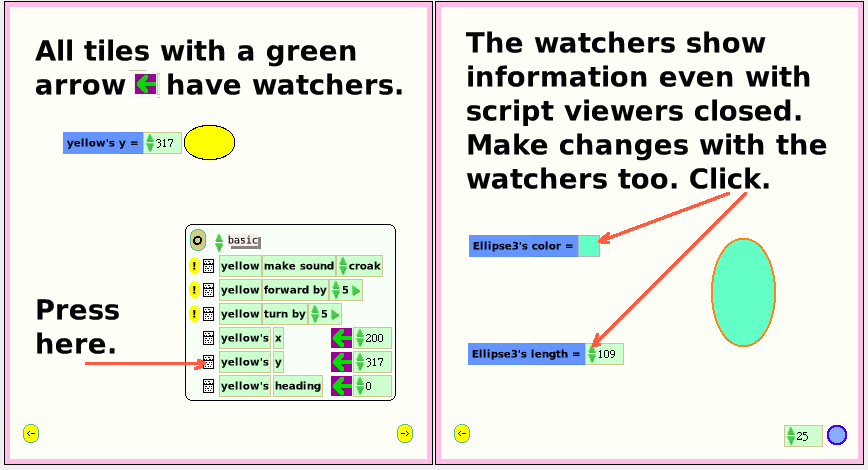 All tiles with a green
arrow have watchers.
yellow's y = 317
basic
! yellow make sound croak
! yellow forward by 5
! yellow turn by 5
yellow's x 200
yellow's y 317
yellow's heading 0
Press
here.
<- ->
The watchers show
information even with
script viewers closed.
Make changes with the
watchers too. Click.
Ellipse3's color =
Ellipse3's length = 109
<- 25